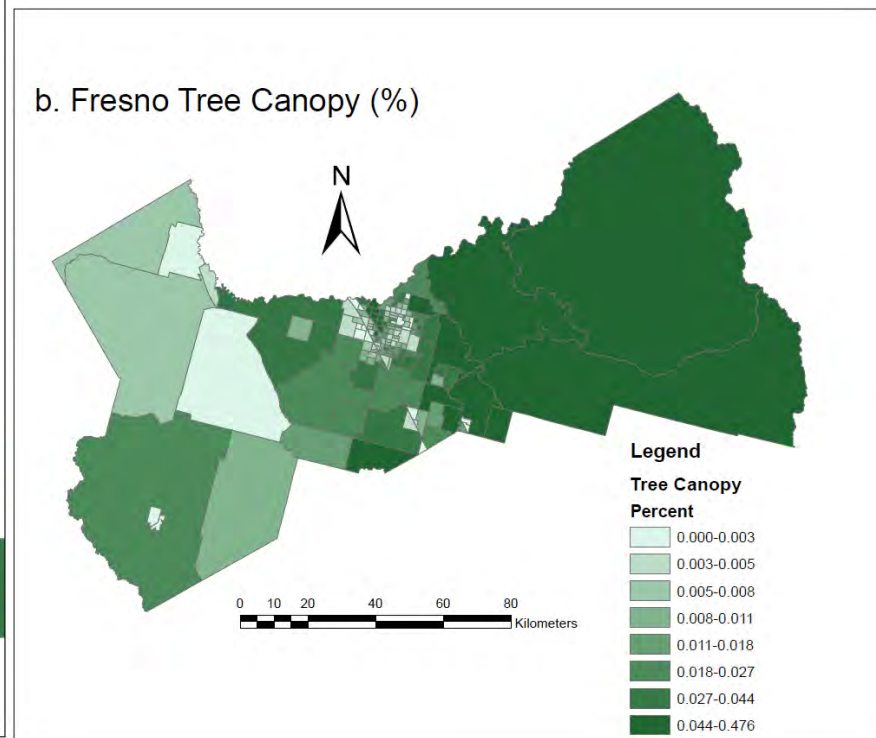 b. Fresno Tree Canopy (%)
N
0 10 20 40 60 80
Kilometers
Legend
Tree Canopy
Percent
0.000-0.003
0.003-0.005
0.005-0.008
0.008-0.011
0.011-0.018
0.018-0.027
0.027-0.044
0.044-0.476